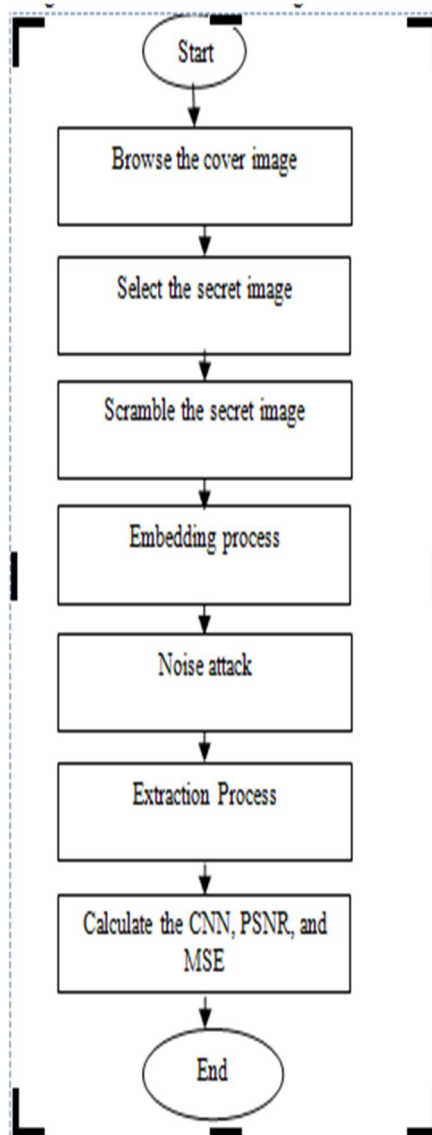 Start
Browse the cover image
Select the secret image
Scramble the secret image
Embedding process
Noise attack
Extraction Process
Calculate the CNN, PSNR, and
MSE
End